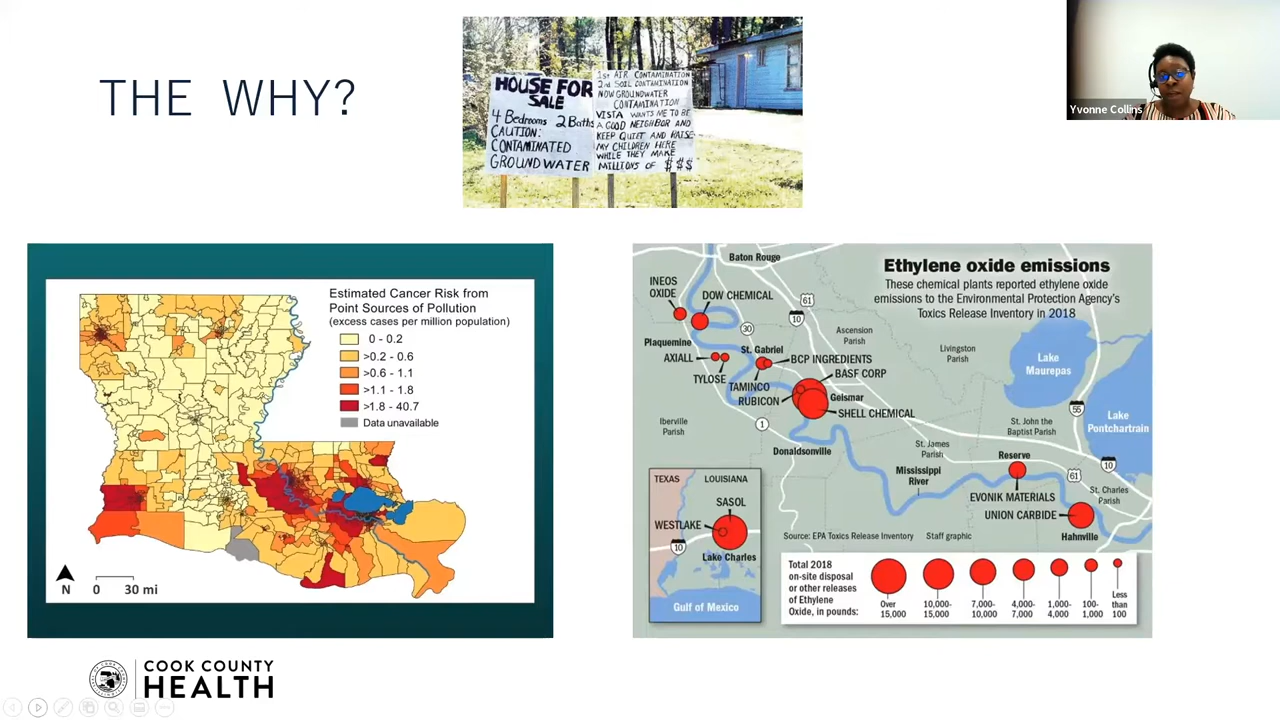 THE WHY?
HOUSE FOR
SALE
4 Bedrooms 2 Baths
CAUTION:
CONTAMINATED
GROUNDWATER
1st AIR CONTAMINATION
2nd SOIL CONTAMINATION
NOW GROUNDWATER
CONTAMINATION
VISTA WANTS ME TO BE
A GOOD NEIGHBOR AND
KEEP QUIET AND RAISE
MY CHILDREN HERE
WHILE THEY MAKE
MILLIONS OF $$$
Yvonne Collins
Estimated Cancer Risk from
Point Sources of Pollution
(excess cases per million population)
0 - 0.2
>0.2 - 0.6
>0.6 - 1.1
>1.1 - 1.8
>1.8 - 40.7
Data unavailable
N 0 30 mi
Ethylene oxide emissions
These chemical plants reported ethylene oxide
emissions to the Environmental Protection Agency's
Toxics Release Inventory in 2018
Baton Rouge
INEOS
OXIDE
DOW CHEMICAL
61
10
30
Ascension
Parish
Livingston
Parish
Lake
Maurepas
Plaquemine
St. Gabriel
AXIALL
BCP INGREDIENTS
TYLOSE
BASF CORP
TAMINCO
RUBICON
Geismar
SHELL CHEMICAL
55
Lake
Pontchartrain
Iberville
Parish
1
St. John the
Baptist Parish
Donaldsonville
St. James
Parish
Reserve
10
Mississippi
River
61
St. Charles
Parish
EVONIK MATERIALS
UNION CARBIDE
Hahnville
TEXAS
LOUISIANA
SASOL
WESTLAKE
10
Lake Charles
Gulf of Mexico
Source: EPA Toxics Release Inventory Staff graphic
Total 2018
on-site disposal
or other releases
of Ethylene
Oxide, in pounds:
Over
15,000
10,000-
15,000
7,000-
10,000
4,000-
7,000
1,000-
4,000
100-
1,000
Less
than
100
COOK COUNTY
HEALTH